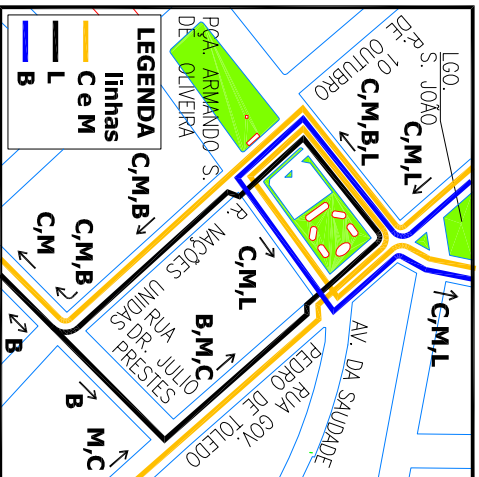 LEGENDA
linhas
C e M
L
B
PÇA. ARMANDO S.
DE OLIVEIRA
R. 10
DE OUTUBRO
LGO.
S. JOÃO
C,M,L
C,M,B,L
C,M,L
C,M,B
C,M,L
R. NAÇÕES UNIDAS
RUA
DR. JULIO
PRESTES
B,M,C
AV. DA SAUDADE
RUA GOV.
PEDRO DE TOLEDO
C,M
C,M,B
B
B
M,C